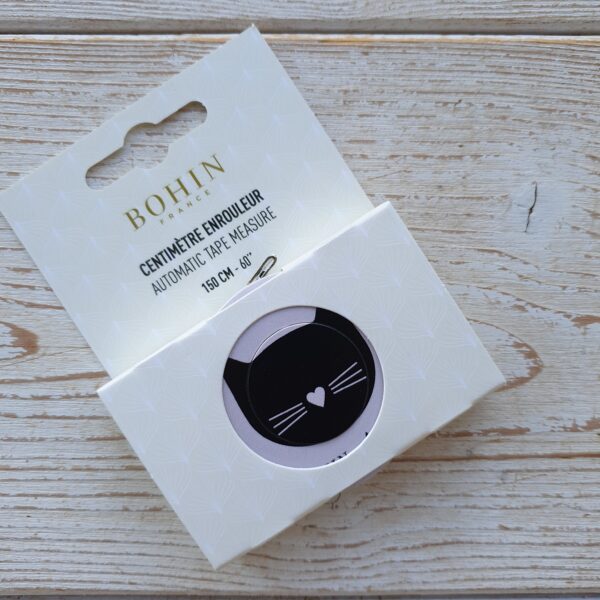 BOHIN
FRANCE
CENTIMÈTRE ENROULEUR
AUTOMATIC TAPE MEASURE
150 CM - 60"